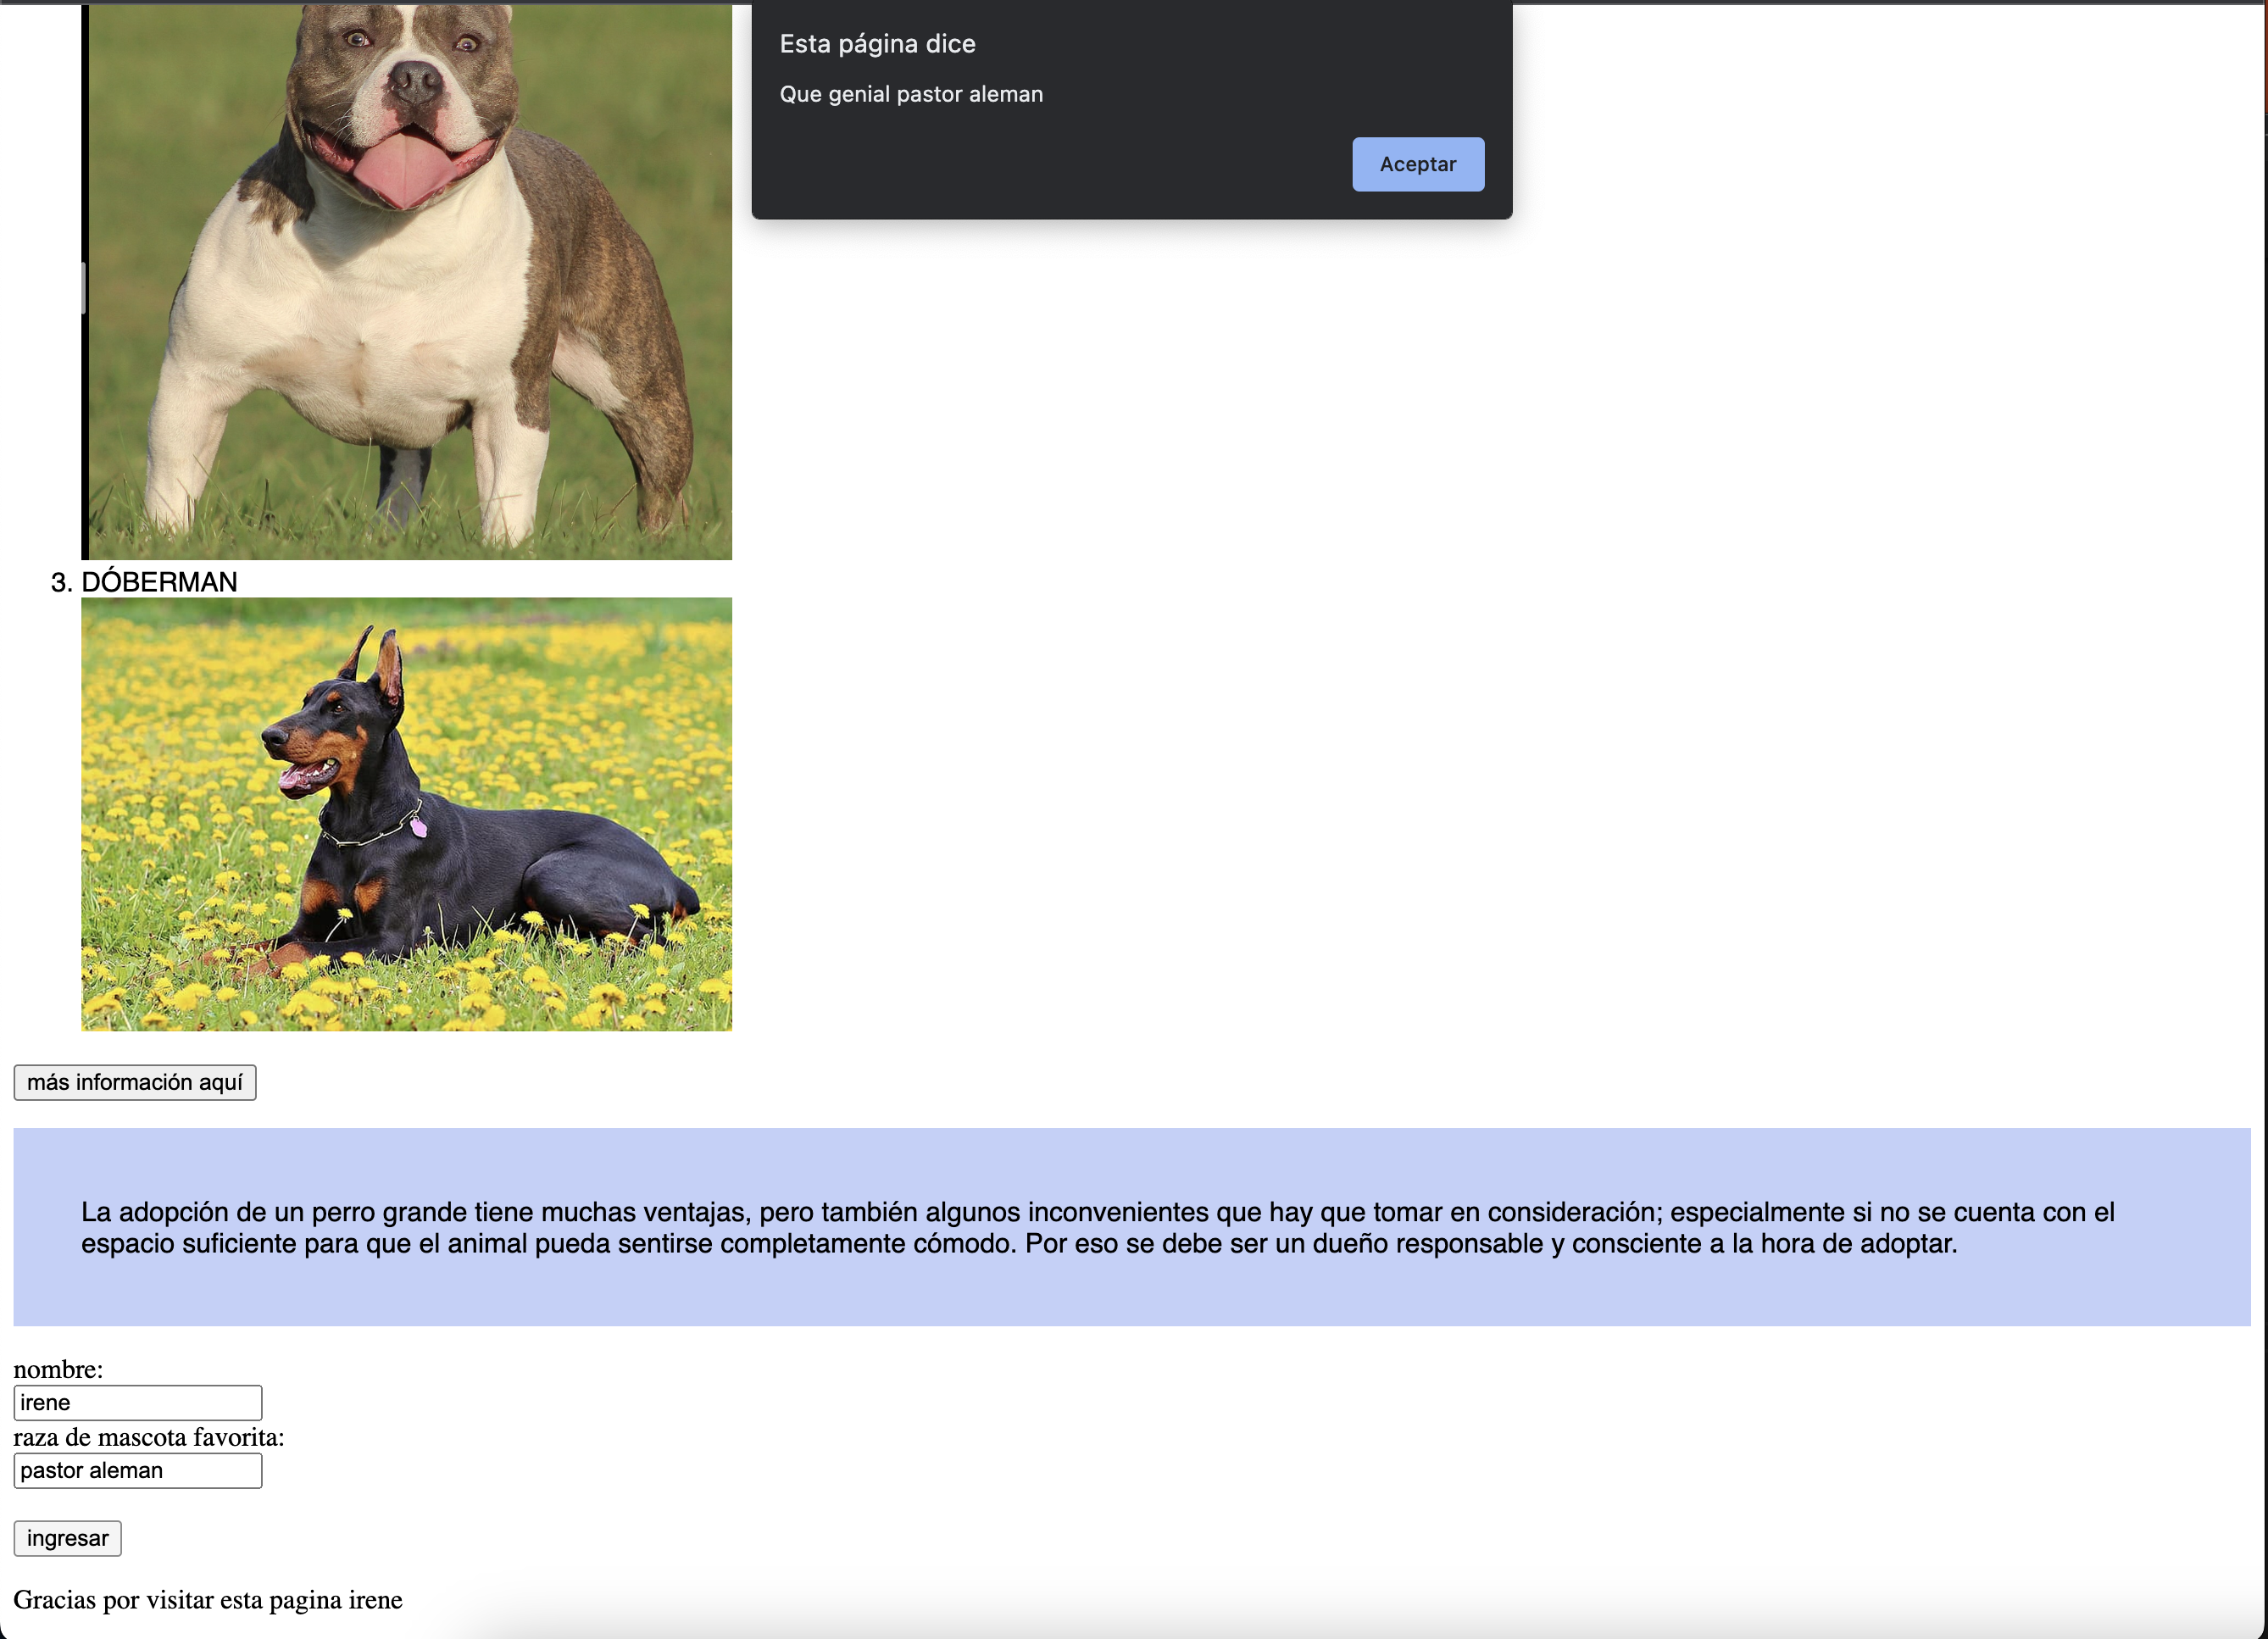 Esta página dice
Que genial pastor aleman
Aceptar
3. DÓBERMAN
más información aquí
La adopción de un perro grande tiene muchas ventajas, pero también algunos inconvenientes que hay que tomar en consideración; especialmente si no se cuenta con el
espacio suficiente para que el animal pueda sentirse completamente cómodo. Por eso se debe ser un dueño responsable y consciente a la hora de adoptar.
nombre:
irene
raza de mascota favorita:
pastor aleman
ingresar
Gracias por visitar esta pagina irene